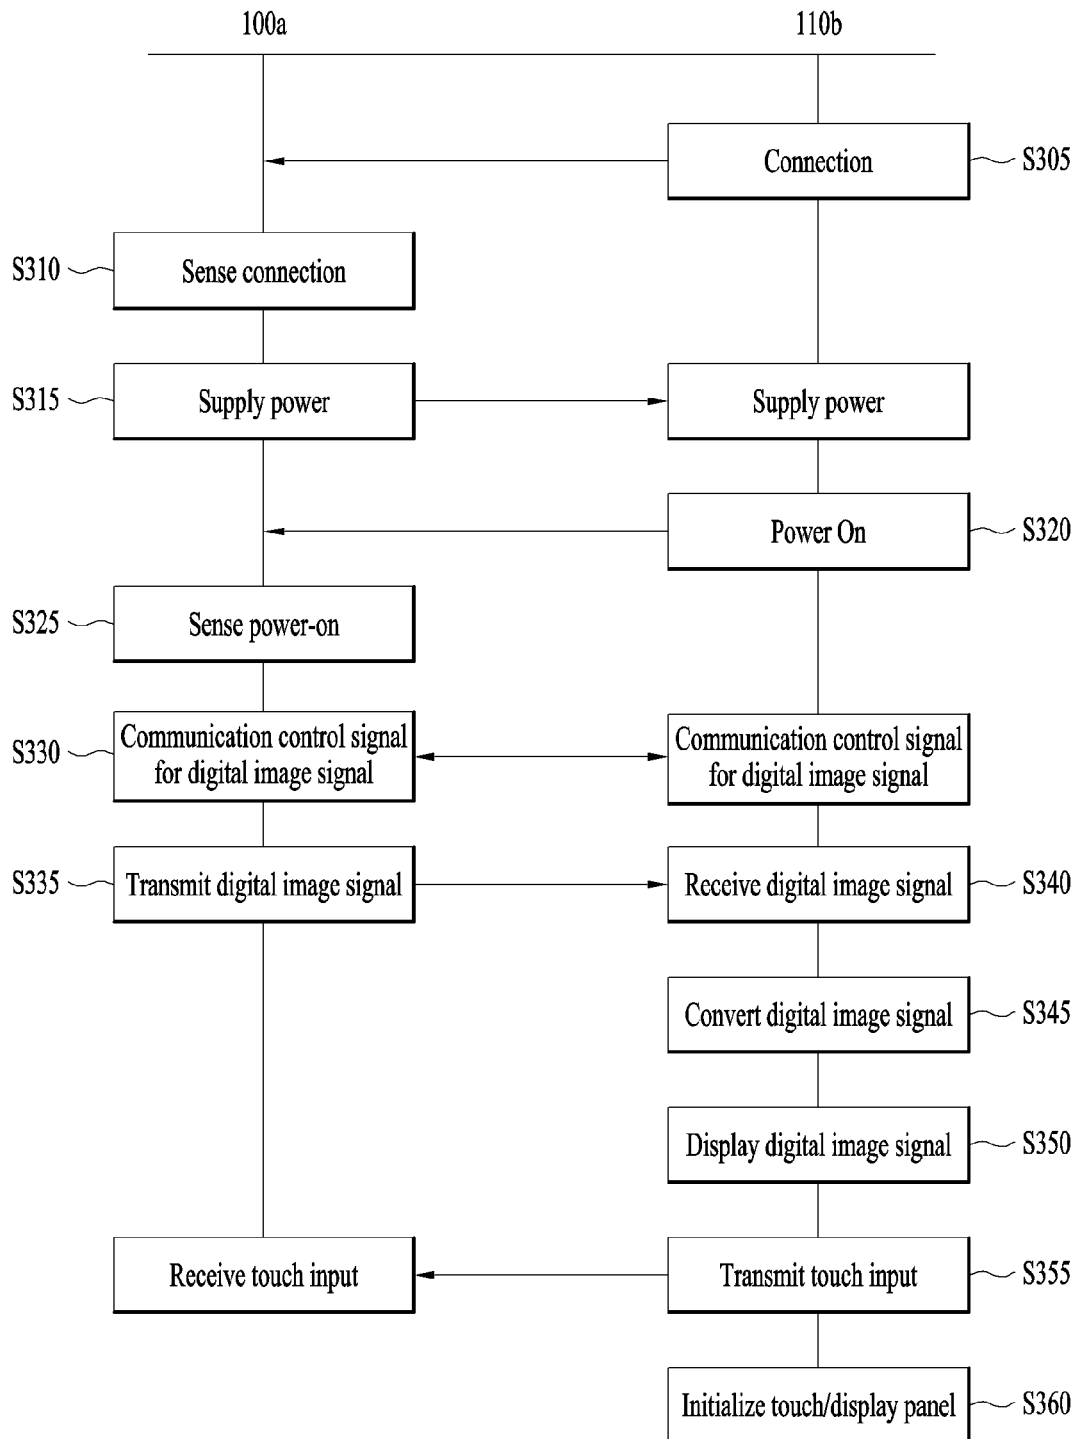 100a 110b
Connection S305
S310 Sense connection
S315 Supply power Supply power
Power On S320
S325 Sense power-on
S330 Communication control signal
for digital image signal
Communication control signal
for digital image signal
S335 Transmit digital image signal Receive digital image signal S340
Convert digital image signal S345
Display digital image signal S350
Receive touch input Transmit touch input S355
Initialize touch/display panel S360